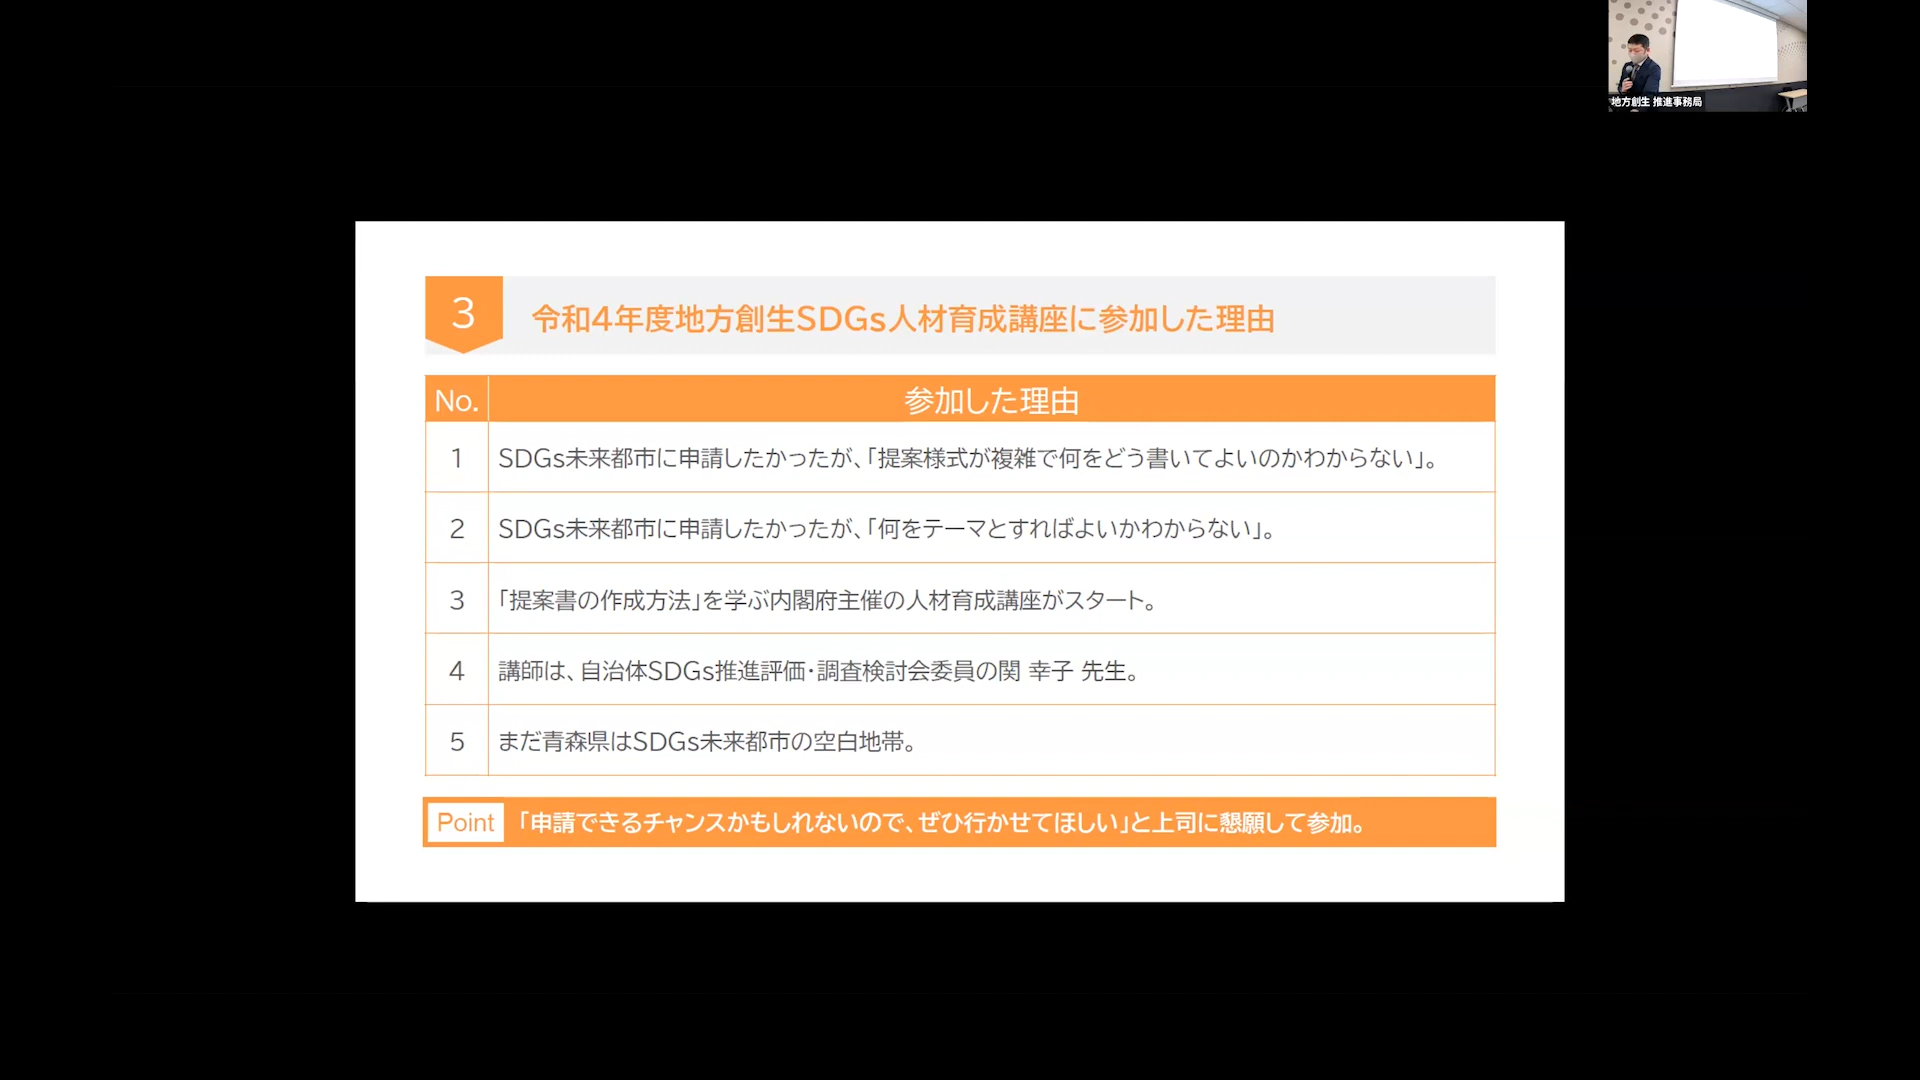 地方創生 推進事務局
3
令和4年度地方創生SDGs人材育成講座に参加した理由
No. 参加した理由
1 SDGs未来都市に申請したかったが、「提案様式が複雑で何をどう書いてよいのかわからない」。
2 SDGs未来都市に申請したかったが、「何をテーマとすればよいかわからない」。
3 「提案書の作成方法」を学ぶ内閣府主催の人材育成講座がスタート。
4 講師は、自治体SDGs推進評価・調査検討会委員の関 幸子 先生。
5 まだ青森県はSDGs未来都市の空白地帯。
Point 「申請できるチャンスかもしれないので、ぜひ行かせてほしい」と上司に懇願して参加。